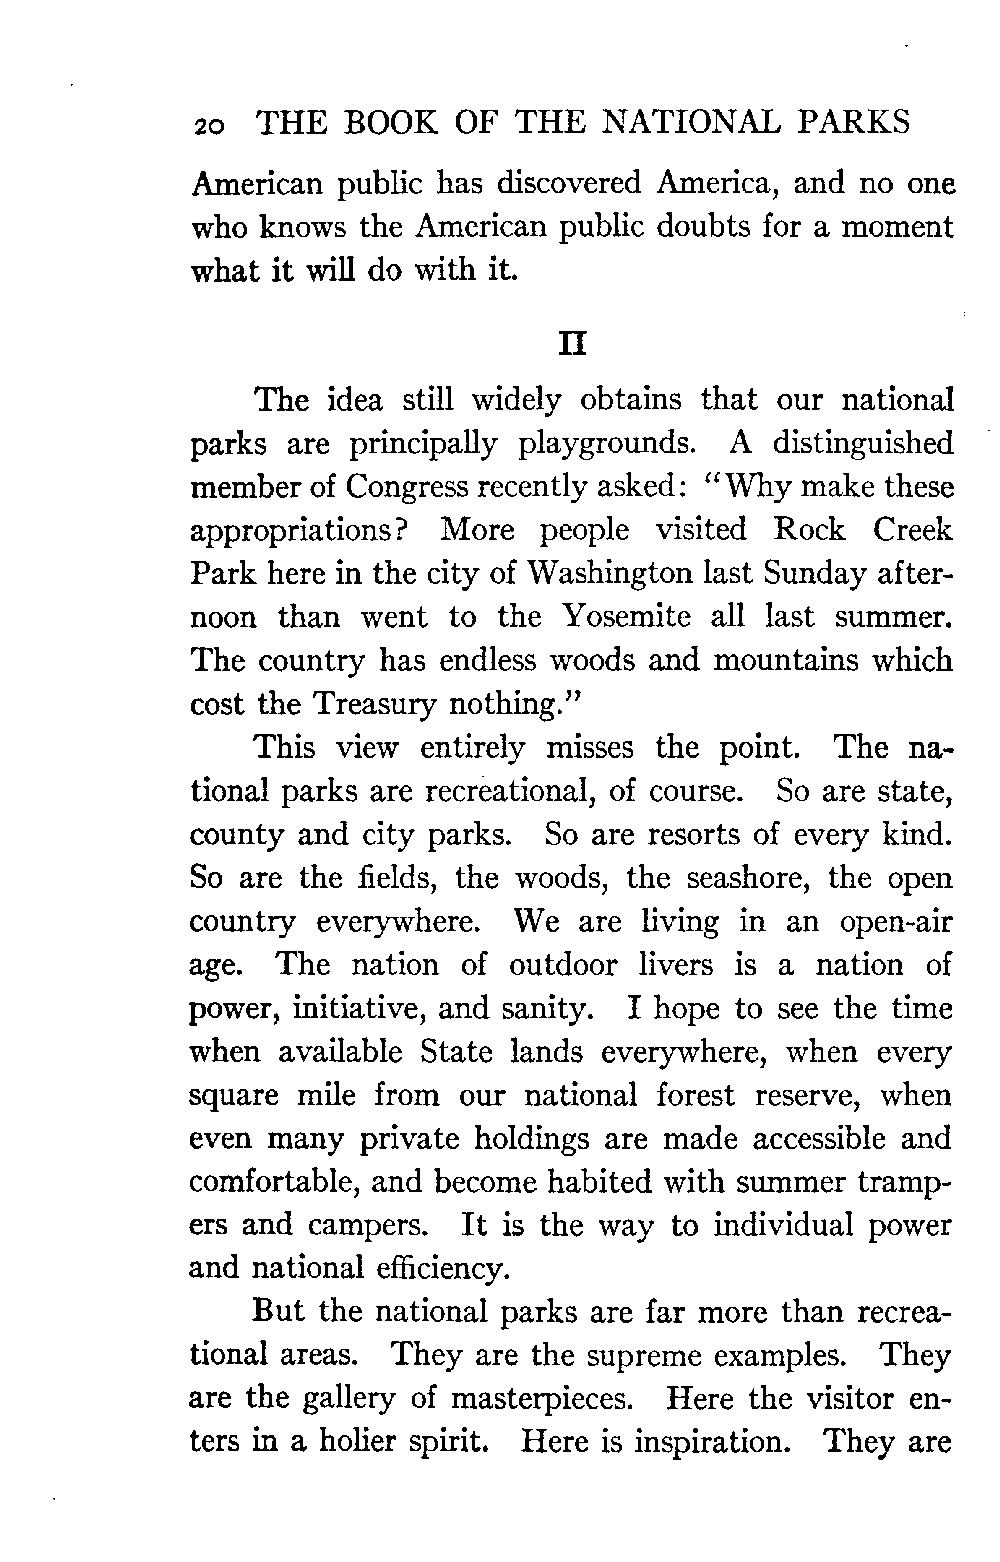 20 THE BOOK OF THE NATIONAL PARKS
American public has discovered America, and no one
who knows the American public doubts for a moment
what it will do with it.
II
The idea still widely obtains that our national
parks are principally playgrounds. A distinguished
member of Congress recently asked: "Why make these
appropriations? More people visited Rock Creek
Park here in the city of Washington last Sunday after-
noon than went to the Yosemite all last summer.
The country has endless woods and mountains which
cost the Treasury nothing."
This view entirely misses the point. The na-
tional parks are recreational, of course. So are state,
county and city parks. So are resorts of every kind.
So are the fields, the woods, the seashore, the open
country everywhere. We are living in an open-air
age. The nation of outdoor livers is a nation of
power, initiative, and sanity. I hope to see the time
when available State lands everywhere, when every
square mile from our national forest reserve, when
even many private holdings are made accessible and
comfortable, and become habited with summer tramp-
ers and campers. It is the way to individual power
and national efficiency.
But the national parks are far more than recrea-
tional areas. They are the supreme examples. They
are the gallery of masterpieces. Here the visitor en-
ters in a holier spirit. Here is inspiration. They are